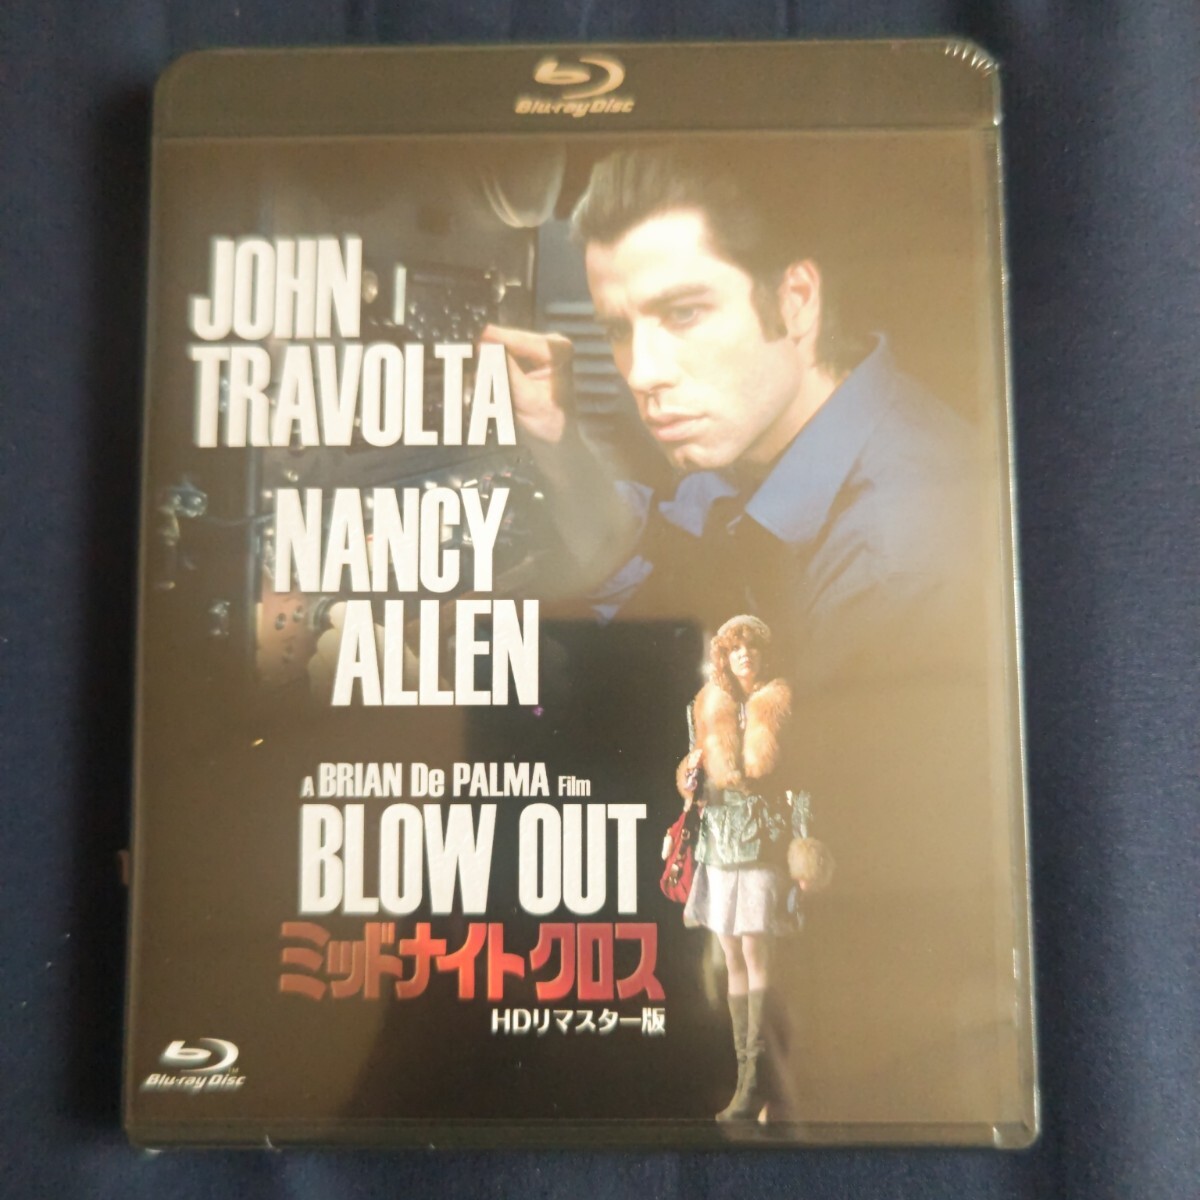 Blu-ray Disc
JOHN
TRAVOLTA
NANCY
ALLEN
A BRIAN De PALMA Film
BLOW OUT
ミッドナイトクロス
HDリマスター版
Blu-ray Disc™